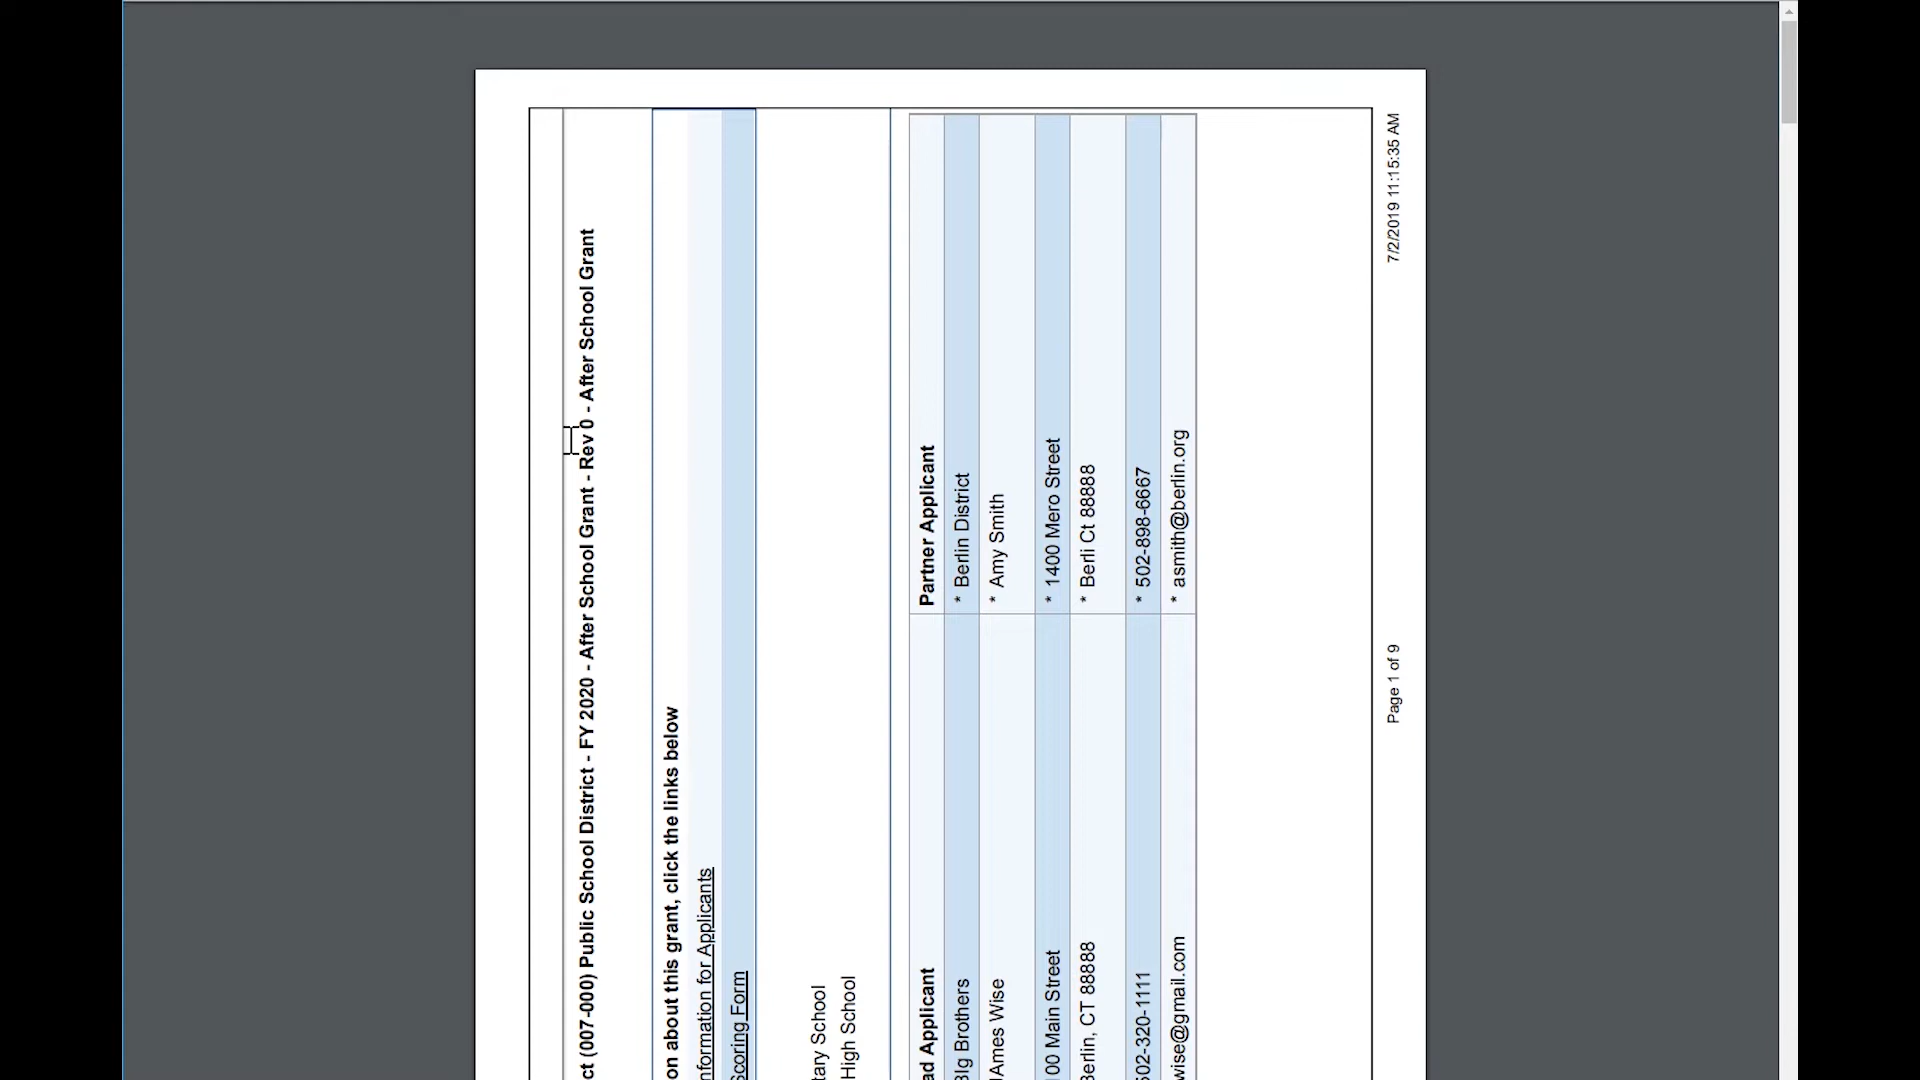 ct (007-000) Public School District - FY 2020 - After School Grant - Rev 0 - After School Grant
on about this grant, click the links below
nformation for Applicants
Scoring Form
tary School
High School
ad Applicant Partner Applicant
BIg Brothers * Berlin District
JAmes Wise * Amy Smith
00 Main Street * 1400 Mero Street
Berlin, CT 88888 * Berli Ct 88888
502-320-1111 * 502-898-6667
wise@gmail.com * asmith@berlin.org
Page 1 of 9 7/2/2019 11:15:35 AM